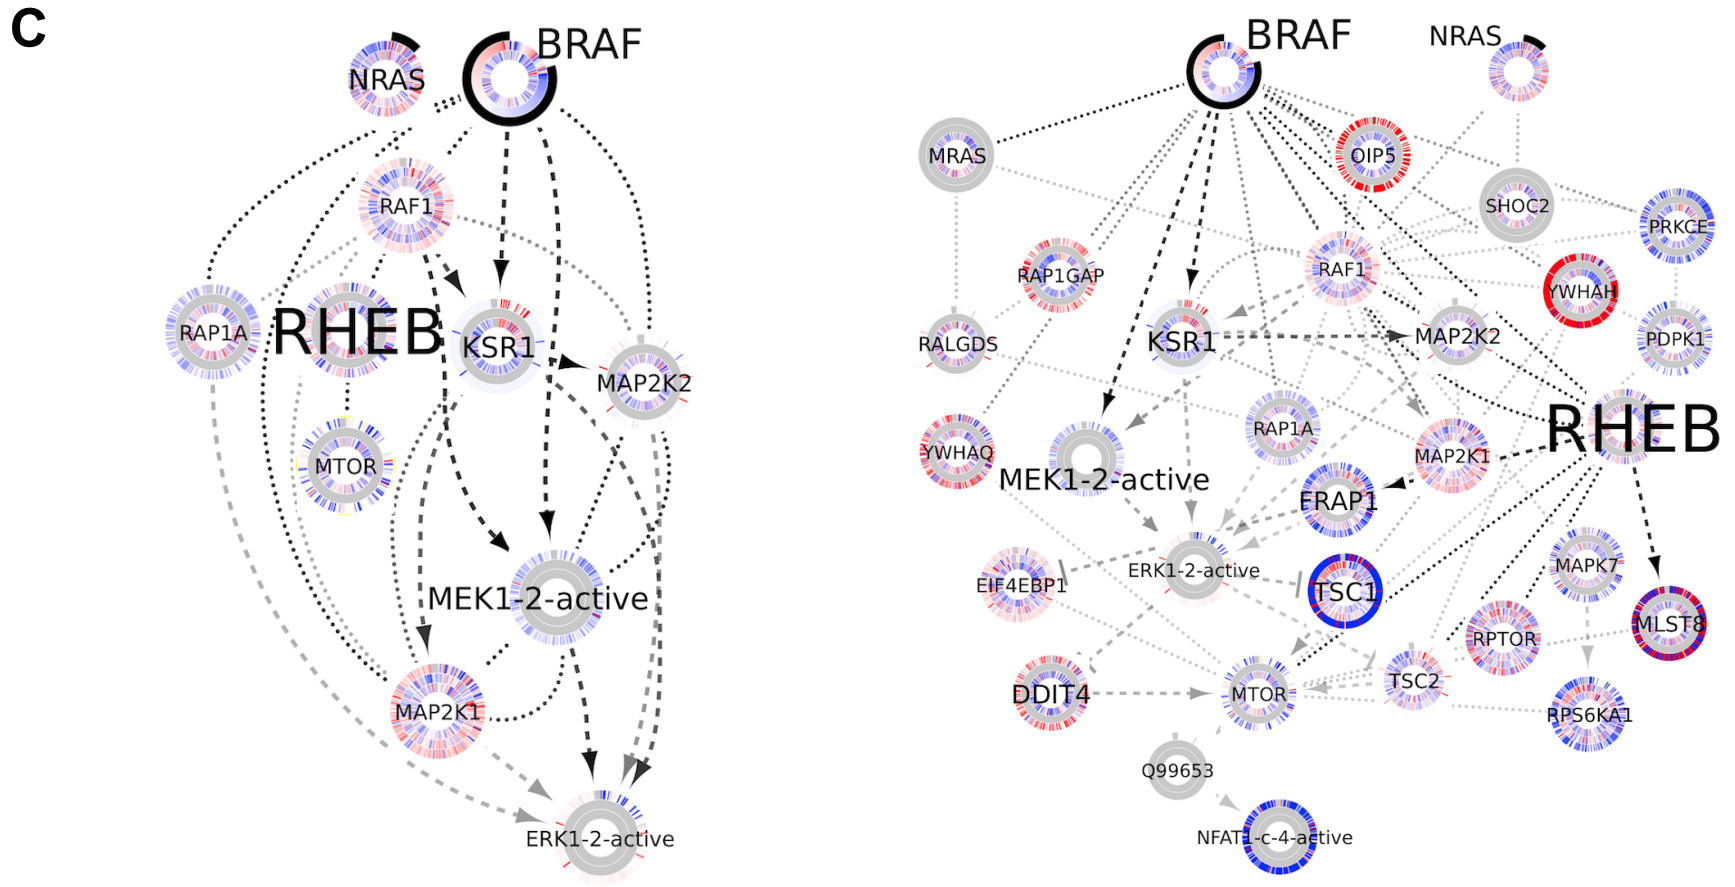 C
NRAS
BRAF
RAF1
RAP1A
RHEB
KSR1
MAP2K2
MTOR
MEK1-2-active
MAP2K1
ERK1-2-active
BRAF
NRAS
MRAS
OIP5
SHOC2
PRKCE
RAP1GAP
RAF1
YWHAH
RALGDS
KSR1
MAP2K2
PDPK1
YWHAQ
RAP1A
MAP2K1
RHEB
MEK1-2-active
FRAP1
EIF4EBP1
ERK1-2-active
TSC1
MAPK7
RPTOR
MLST8
DDIT4
MTOR
TSC2
RPS6KA1
Q99653
NFAT1-c-4-active